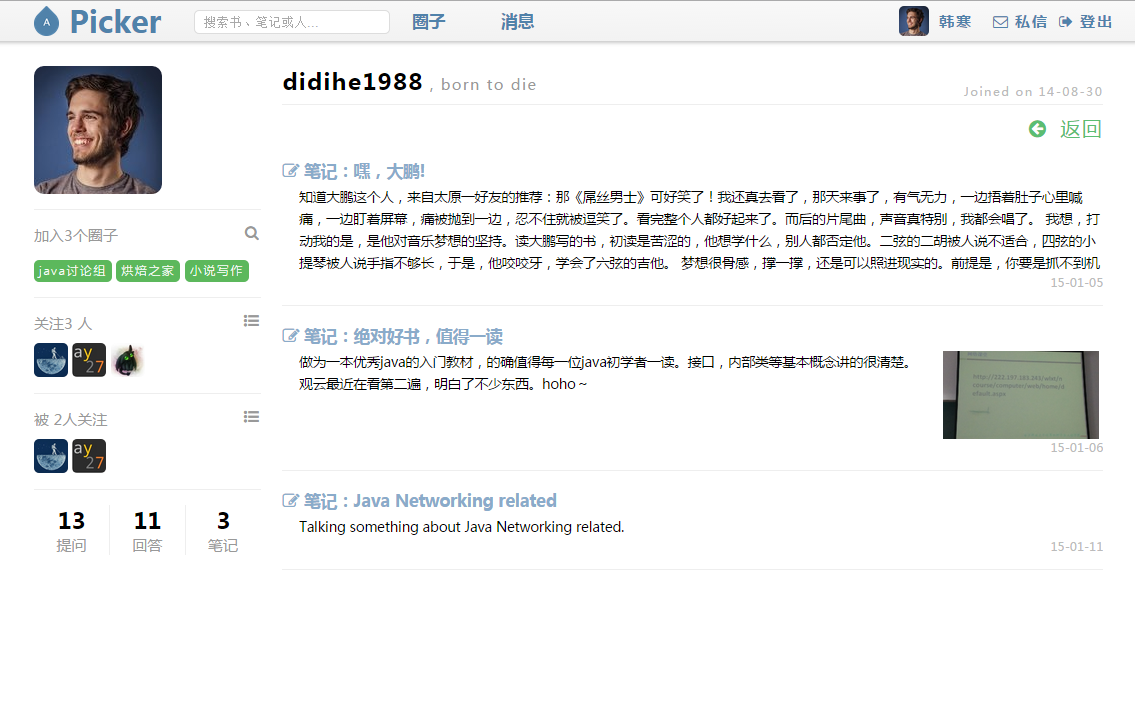 A Picker 搜索书、笔记或人... 圈子 消息 韩寒 私信 登出
didihe1988 , born to die
Joined on 14-08-30
返回
加入3个圈子
java讨论组 烘焙之家 小说写作
关注3 人
ay
27
被 2人关注
ay
27
13 11 3
提问 回答 笔记
笔记：嘿，大鹏!
知道大鹏这个人，来自太原一好友的推荐：那《屌丝男士》可好笑了！我还真去看了，那天来事了，有气无力，一边捂着肚子心里喊
痛，一边盯着屏幕，痛被抛到一边，忍不住就被逗笑了。看完整个人都好起来了。而后的片尾曲，声音真特别，我都会唱了。 我想，打
动我的是，是他对音乐梦想的坚持。读大鹏写的书，初读是苦涩的，他想学什么，别人都否定他。二弦的二胡被人说不适合，四弦的小
提琴被人说手指不够长，于是，他咬咬牙，学会了六弦的吉他。 梦想很骨感，撑一撑，还是可以照进现实的。前提是，你要是抓不到机
15-01-05
笔记：绝对好书，值得一读
做为一本优秀java的入门教材，的确值得每一位java初学者一读。接口，内部类等基本概念讲的很清楚。
观云最近在看第二遍，明白了不少东西。hoho～
15-01-06
笔记：Java Networking related
Talking something about Java Networking related.
15-01-11